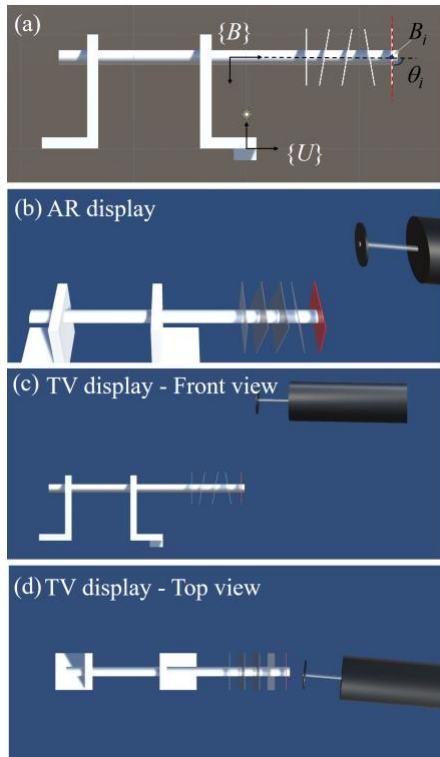 (a)
{B}
B_i
θ_i
{U}
(b) AR display
(c) TV display - Front view
(d) TV display - Top view